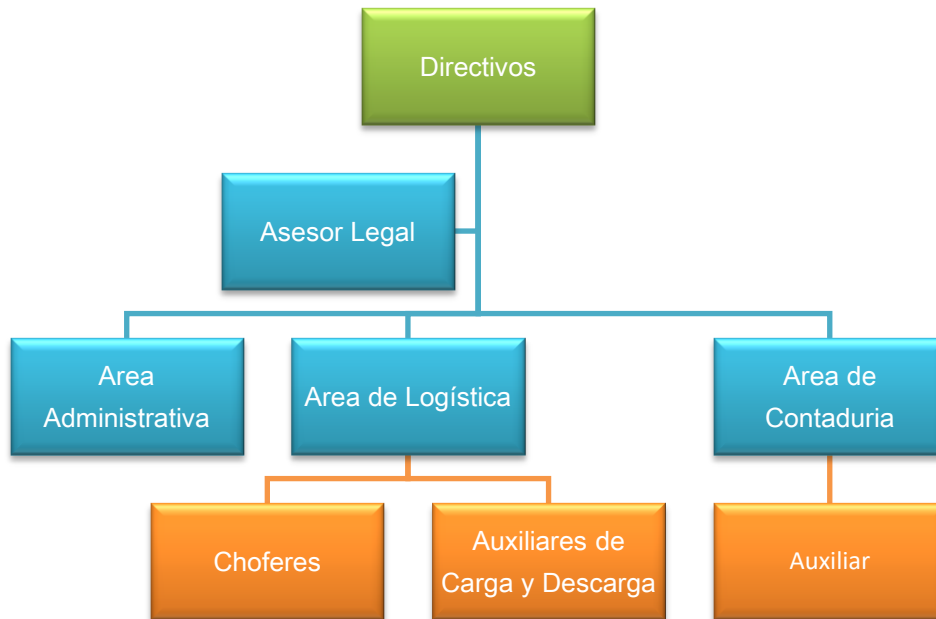 Directivos
Asesor Legal
Area
Administrativa
Area de Logística
Area de
Contaduria
Choferes
Auxiliares de
Carga y Descarga
Auxiliar